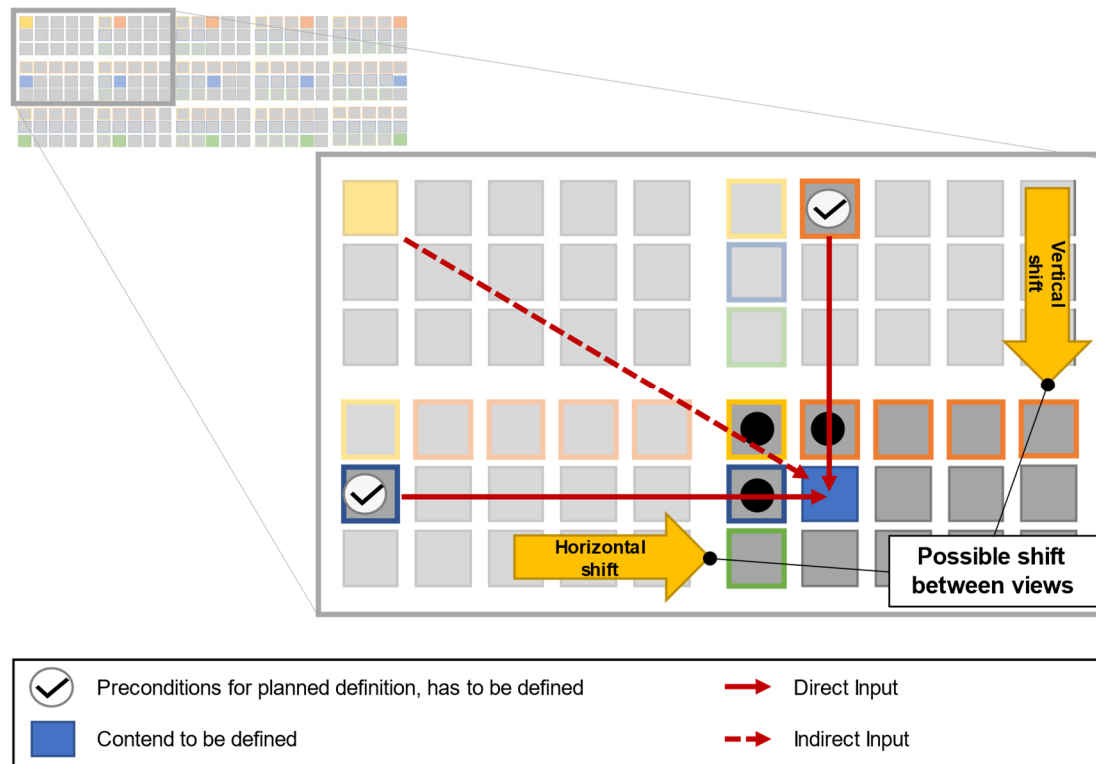 Vertical
shift
Horizontal
shift
Possible shift
between views
Preconditions for planned definition, has to be defined
Direct Input
Contend to be defined
Indirect Input